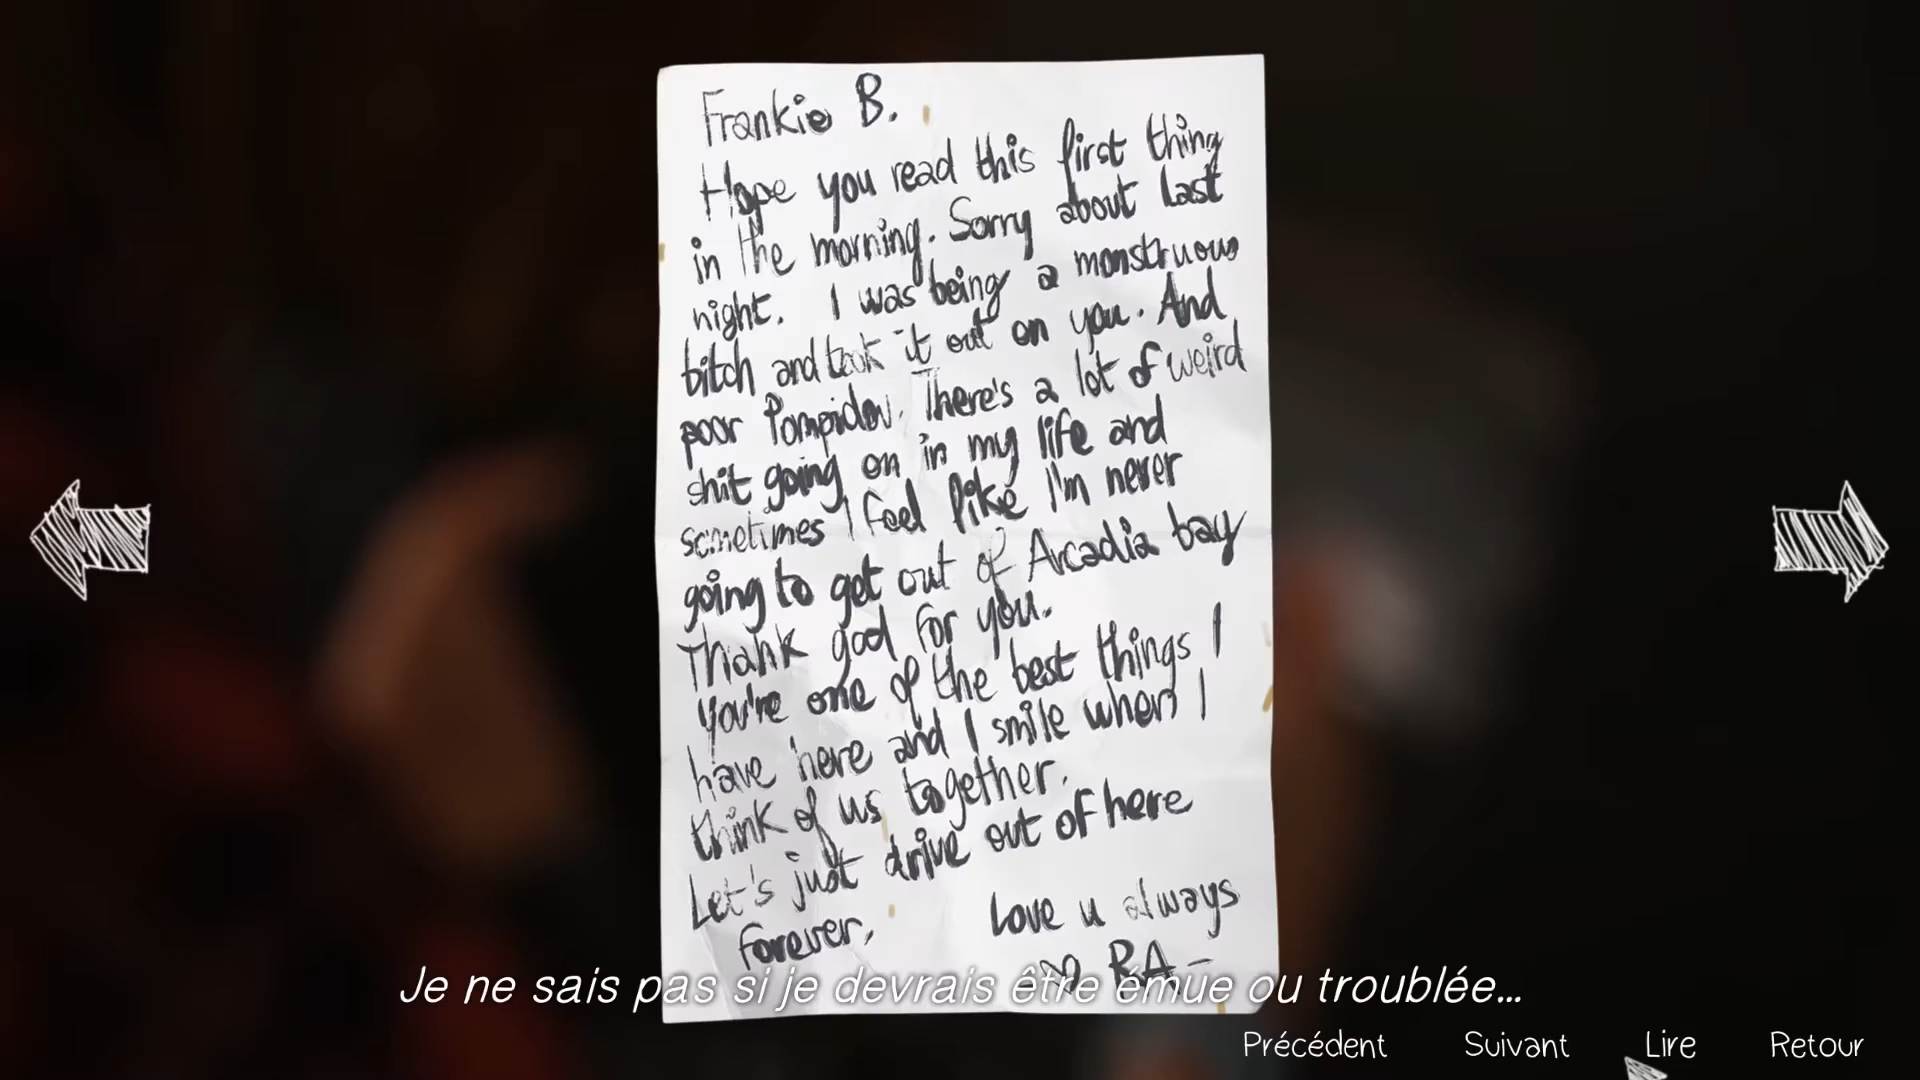 Frankie B.
Hope you read this first thing
in the morning. Sorry about last
night. I was being a monstruous
bitch and took it out on you. And
poor Pompidou. There's a lot of weird
shit going on in my life and
sometimes I feel like I'm never
going to get out of Arcadia bay
Thank god for you.
You're one of the best things I
have here and I smile when I
think of us together.
Let's just drive out of here
forever,
Love u always
♡ RA -
Je ne sais pas si je devrais être émue ou troublée...
Précédent Suivant Lire Retour